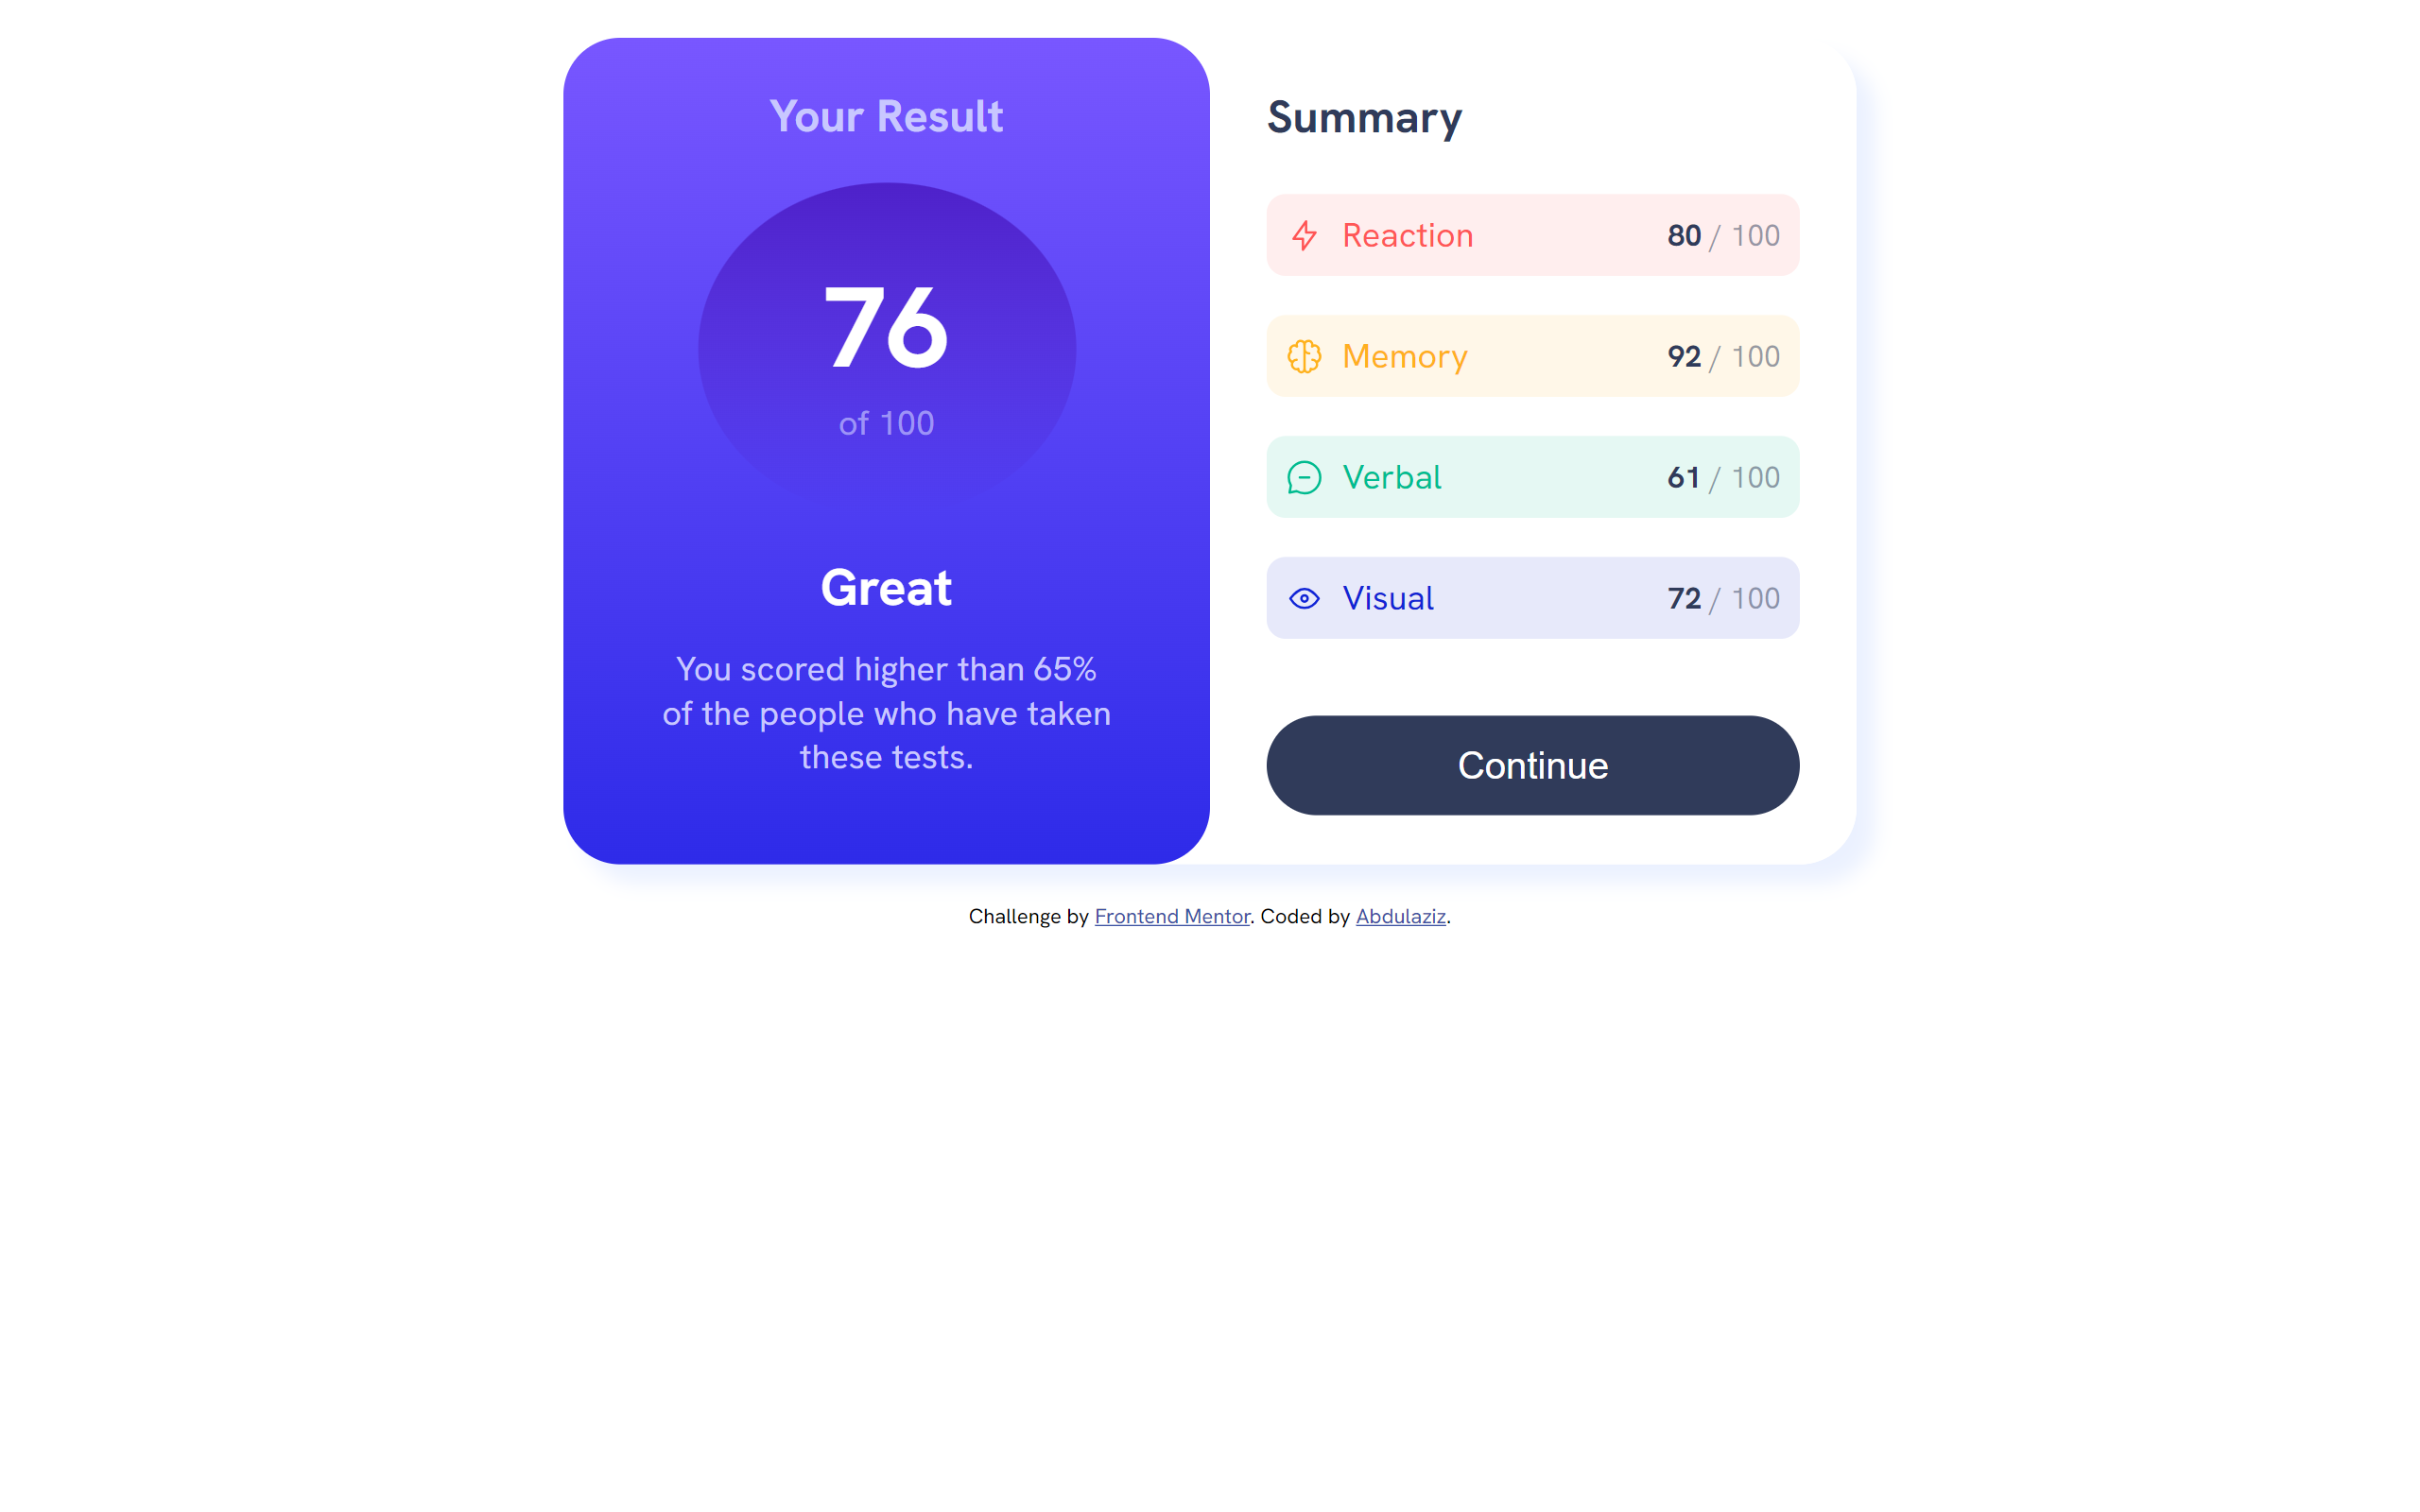 Your Result
76
of 100
Great
You scored higher than 65%
of the people who have taken
these tests.
Summary
Reaction 80 / 100
Memory 92 / 100
Verbal 61 / 100
Visual 72 / 100
Continue
Challenge by Frontend Mentor. Coded by Abdulaziz.